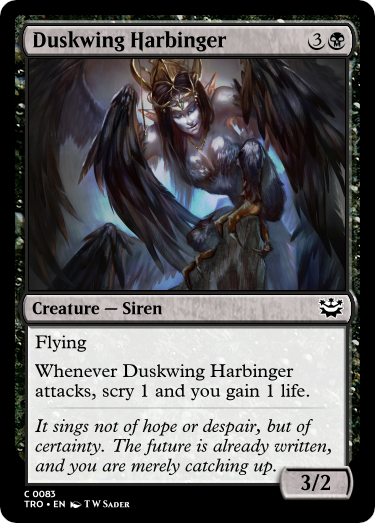 Duskwing Harbinger 3
Creature — Siren
Flying
Whenever Duskwing Harbinger
attacks, scry 1 and you gain 1 life.
It sings not of hope or despair, but of
certainty. The future is already written,
and you are merely catching up.
3/2
C 0083
TRO • EN T W Sader